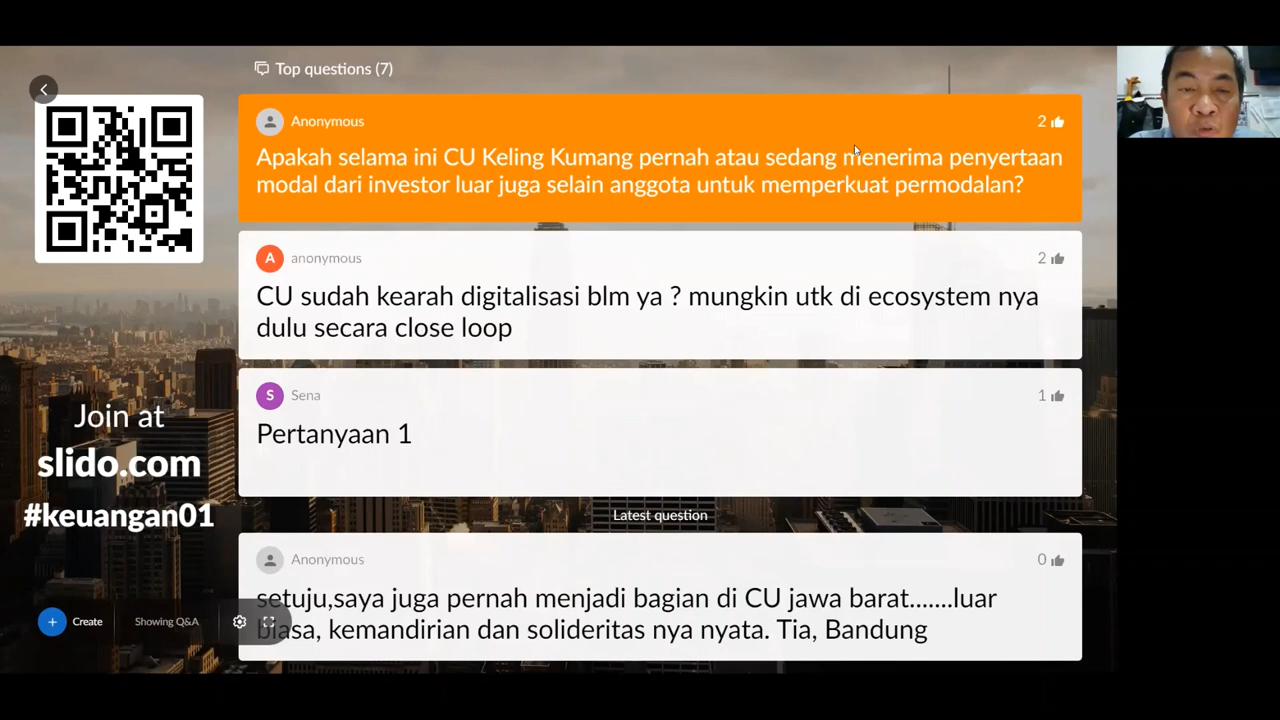 Top questions (7)
Anonymous
2
Apakah selama ini CU Keling Kumang pernah atau sedang menerima penyertaan
modal dari investor luar juga selain anggota untuk memperkuat permodalan?
A anonymous
2
CU sudah kearah digitalisasi blm ya ? mungkin utk di ecosystem nya
dulu secara close loop
S Sena
1
Pertanyaan 1
Latest question
Anonymous
0
setuju,saya juga pernah menjadi bagian di CU jawa barat.......luar
biasa, kemandirian dan solideritas nya nyata. Tia, Bandung
Join at
slido.com
#keuangan01
Create
Showing Q&A